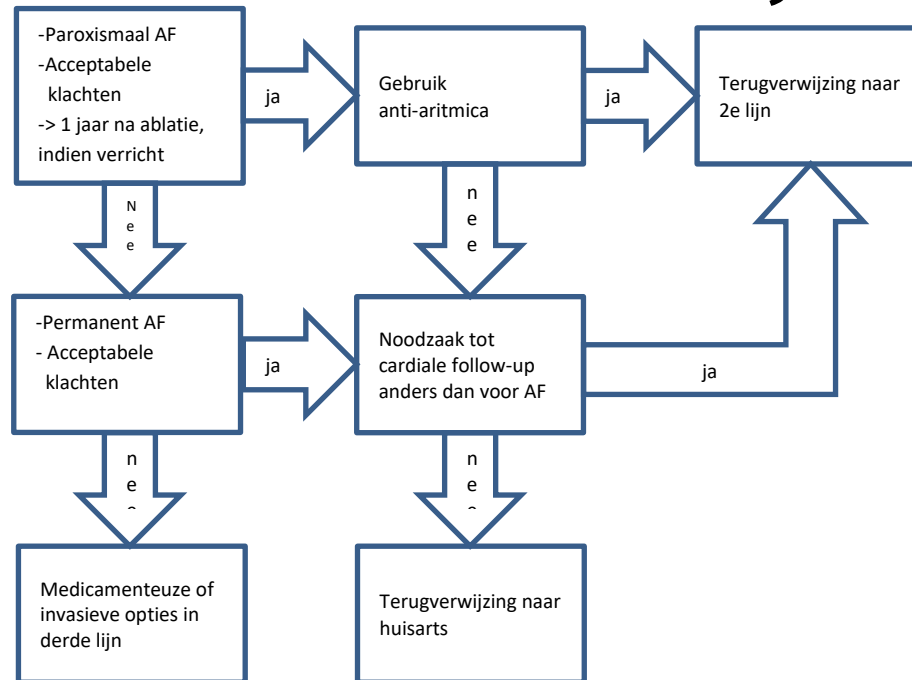 -Paroxismaal AF
-Acceptabele
klachten
-> 1 jaar na ablatie,
indien verricht
ja
Gebruik
anti-aritmica
ja
Terugverwijzing naar
2e lijn
N
e
e
n
e
e
-Permanent AF
- Acceptabele
klachten
ja
Noodzaak tot
cardiale follow-up
anders dan voor AF
ja
n
e
n
e
Medicamenteuze of
invasieve opties in
derde lijn
Terugverwijzing naar
huisarts